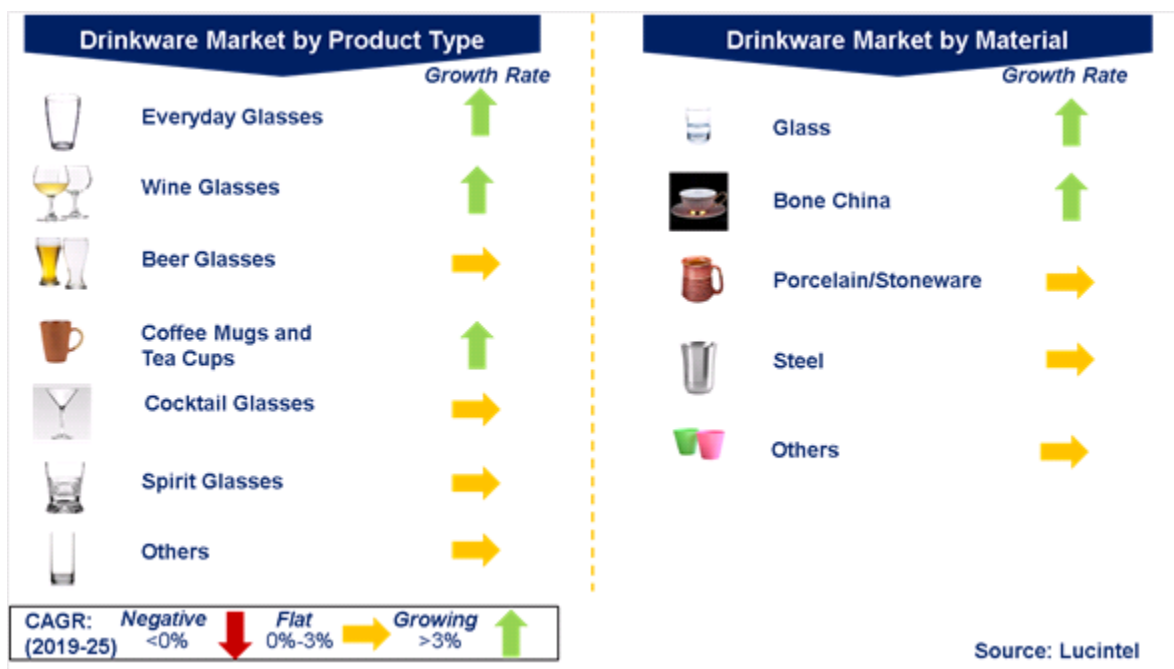 Drinkware Market by Product Type
Growth Rate
Everyday Glasses
Wine Glasses
Beer Glasses
Coffee Mugs and
Tea Cups
Cocktail Glasses
Spirit Glasses
Others
CAGR:
(2019-25)
Negative
<0%
Flat
0%-3%
Growing
>3%
Drinkware Market by Material
Growth Rate
Glass
Bone China
Porcelain/Stoneware
Steel
Others
Source: Lucintel